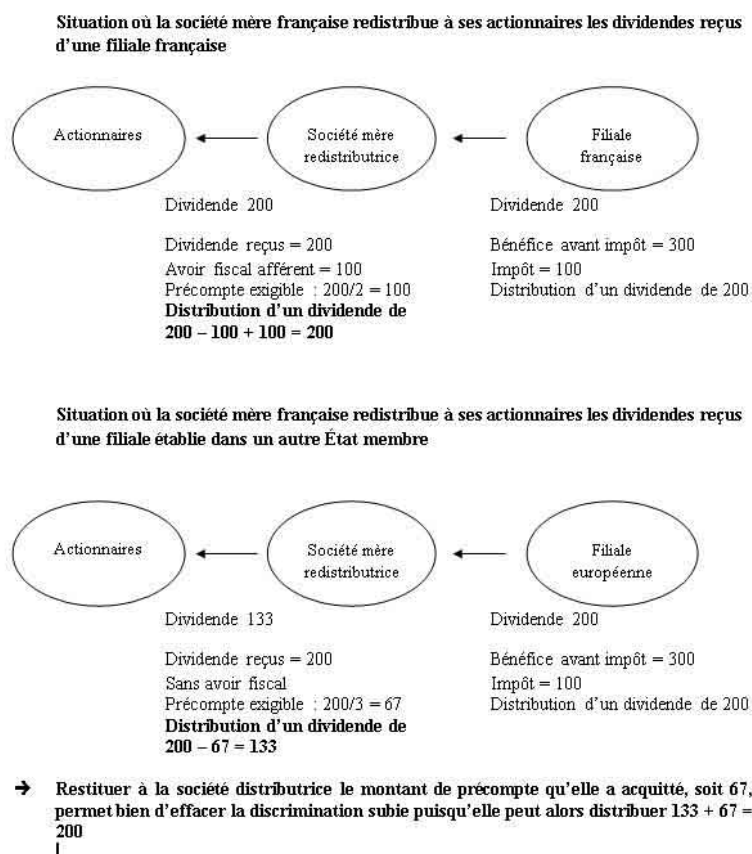 Situation où la société mère française redistribue à ses actionnaires les dividendes reçus
d'une filiale française
Actionnaires
Société mère
redistributrice
Filiale
française
Dividende 200
Dividende reçus = 200
Avoir fiscal afférent = 100
Précompte exigible : 200/2 = 100
Distribution d'un dividende de
200 – 100 + 100 = 200
Dividende 200
Bénéfice avant impôt = 300
Impôt = 100
Distribution d'un dividende de 200
Situation où la société mère française redistribue à ses actionnaires les dividendes reçus
d'une filiale établie dans un autre État membre
Actionnaires
Société mère
redistributrice
Filiale
européenne
Dividende 133
Dividende reçus = 200
Sans avoir fiscal
Précompte exigible : 200/3 = 67
Distribution d'un dividende de
200 – 67 = 133
Dividende 200
Bénéfice avant impôt = 300
Impôt = 100
Distribution d'un dividende de 200
➔ Restituer à la société distributrice le montant de précompte qu'elle a acquitté, soit 67,
permet bien d'effacer la discrimination subie puisqu'elle peut alors distribuer 133 + 67 =
200